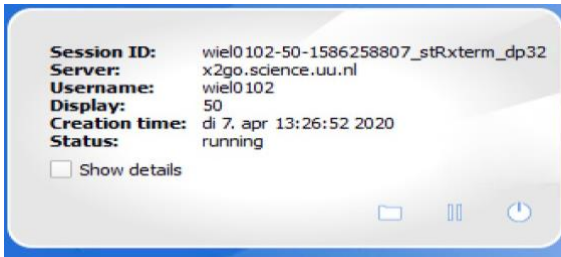 Session ID: wiel0102-50-1586258807_stRxterm_dp32
Server: x2go.science.uu.nl
Username: wiel0102
Display: 50
Creation time: di 7. apr 13:26:52 2020
Status: running
Show details